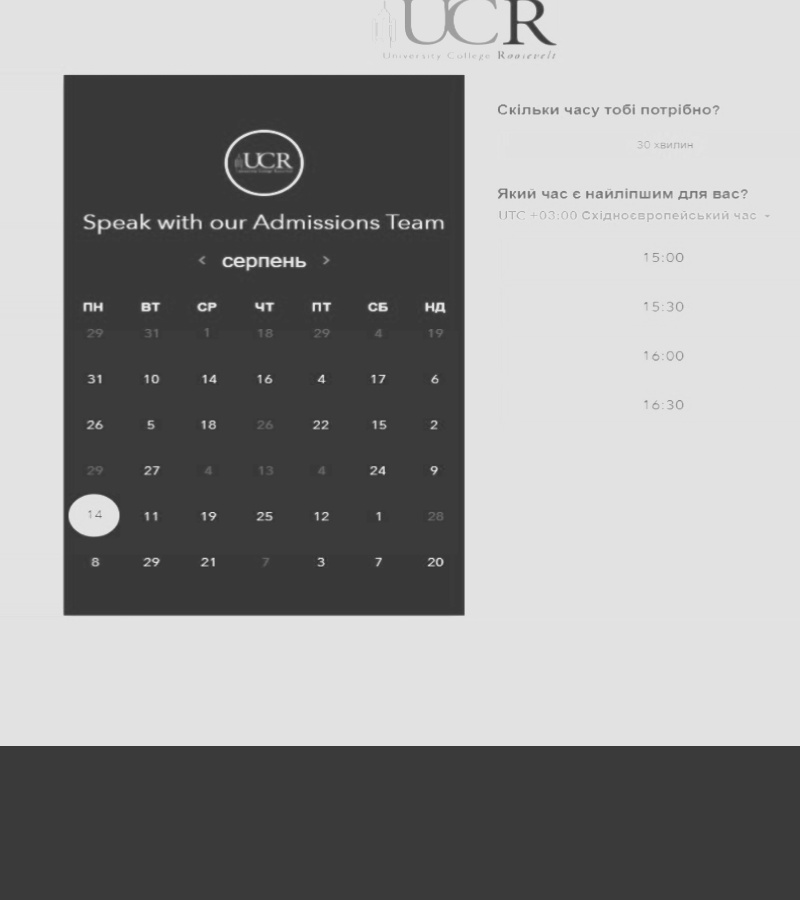 UCR
University College Roosevelt
UCR
Speak with our Admissions Team
< серпень >
ПН ВТ СР ЧТ ПТ СБ НД
29 31 1 18 29 4 19
31 10 14 16 4 17 6
26 5 18 26 22 15 2
29 27 4 13 4 24 9
14 11 19 25 12 1 28
8 29 21 7 3 7 20
Скільки часу тобі потрібно?
30 хвилин
Який час є найліпшим для вас?
UTC +03:00 Східноєвропейський час
15:00
15:30
16:00
16:30